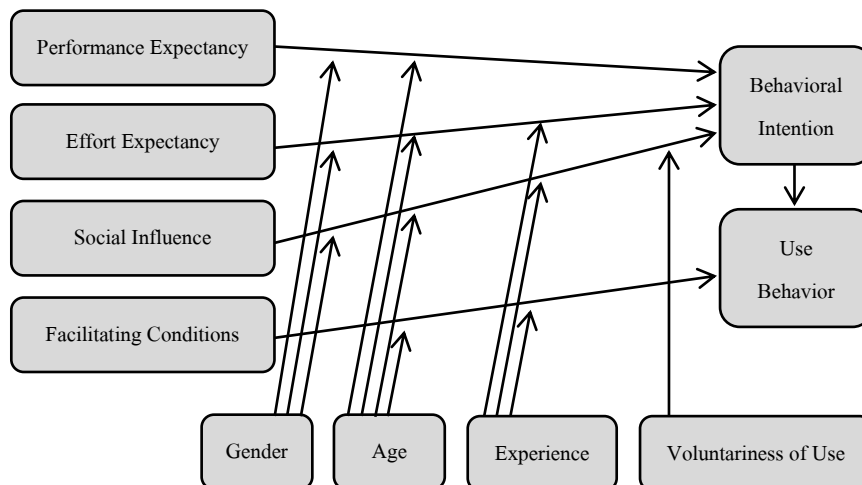 Performance Expectancy
Effort Expectancy
Social Influence
Facilitating Conditions
Behavioral
Intention
Use
Behavior
Gender
Age
Experience
Voluntariness of Use